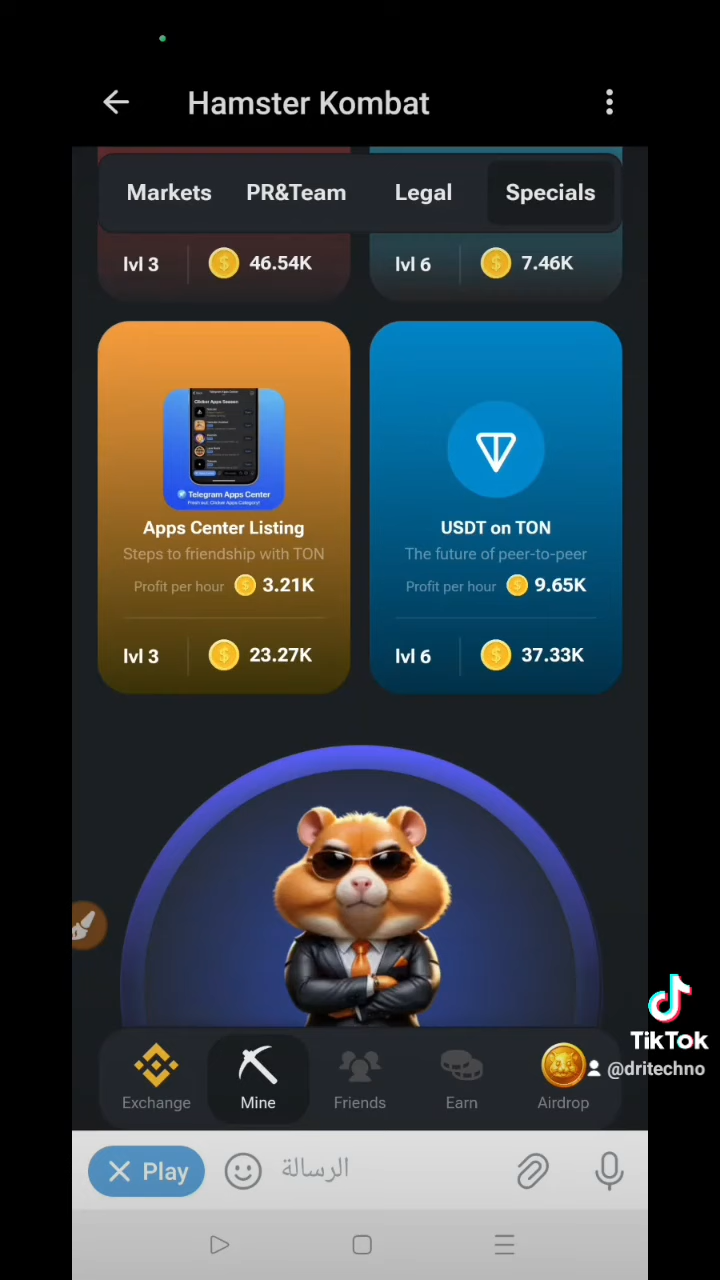 Hamster Kombat
Markets PR&Team Legal Specials
lvl 3 46.54K
lvl 6 7.46K
Telegram Apps Center
Apps Center Listing
Steps to friendship with TON
Profit per hour 3.21K
lvl 3 23.27K
USDT on TON
The future of peer-to-peer
Profit per hour 9.65K
lvl 6 37.33K
TikTok
@dritechno
Exchange Mine Friends Earn Airdrop
Play الرسالة